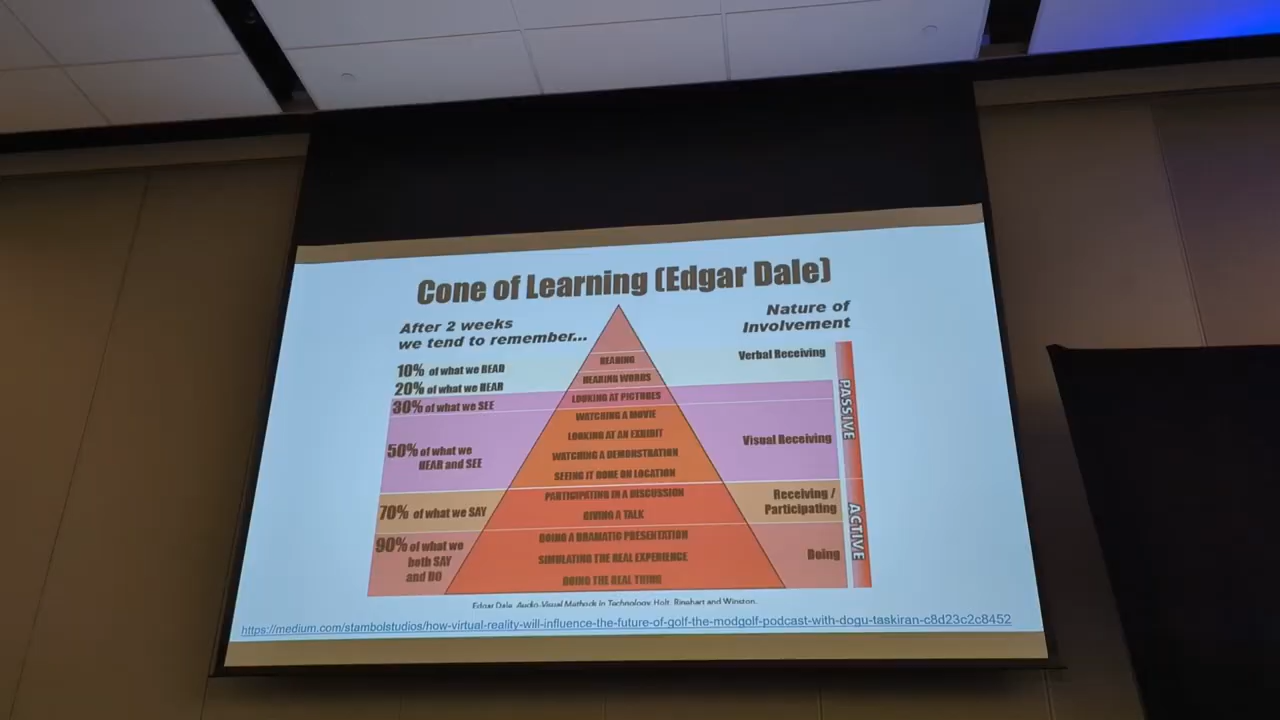 Cone of Learning (Edgar Dale)
After 2 weeks
we tend to remember...
Nature of
Involvement
10% of what we READ
20% of what we HEAR
30% of what we SEE
50% of what we
HEAR and SEE
70% of what we SAY
90% of what we
both SAY
and DO
READING
HEARING WORDS
LOOKING AT PICTURES
WATCHING A MOVIE
LOOKING AT AN EXHIBIT
WATCHING A DEMONSTRATION
SEEING IT DONE ON LOCATION
PARTICIPATING IN A DISCUSSION
GIVING A TALK
DOING A DRAMATIC PRESENTATION
SIMULATING THE REAL EXPERIENCE
DOING THE REAL THING
Verbal Receiving
Visual Receiving
Receiving /
Participating
Doing
PASSIVE
ACTIVE
Edgar Dale, Audio-Visual Methods in Technology, Holt, Rinehart and Winston.
https://medium.com/stambolstudios/how-virtual-reality-will-influence-the-future-of-golf-the-modgolf-podcast-with-dogu-taskiran-c8d23c2c8452